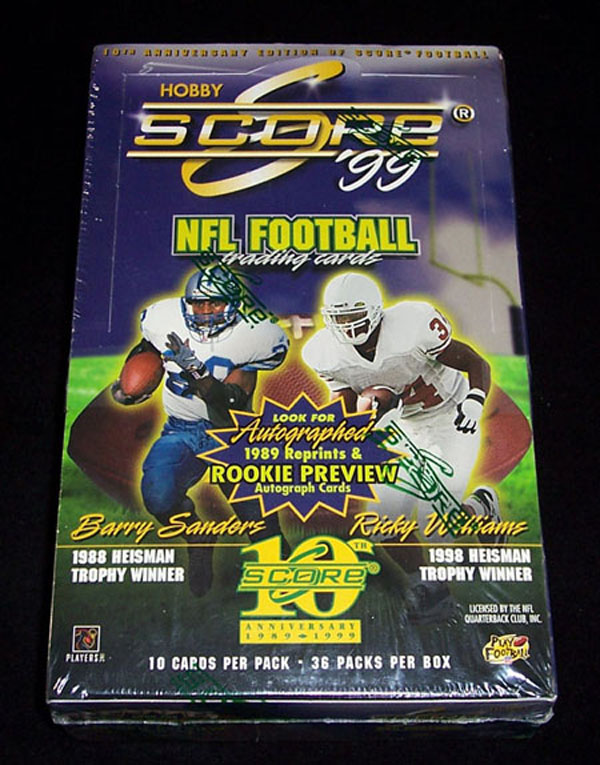 10TH ANNIVERSARY EDITION OF SCORE® FOOTBALL
HOBBY
SCORE ®
'99
NFL FOOTBALL
trading cards
34
LOOK FOR
Autographed
1989 Reprints &
ROOKIE PREVIEW
Autograph Cards
Barry Sanders
1988 HEISMAN
TROPHY WINNER
Ricky Williams
1998 HEISMAN
TROPHY WINNER
10TH
SCORE®
ANNIVERSARY
1989 • 1999
LICENSED BY THE NFL
QUARTERBACK CLUB, INC.
PLAYERS INC
PLAY
FOOTBALL
10 CARDS PER PACK • 36 PACKS PER BOX